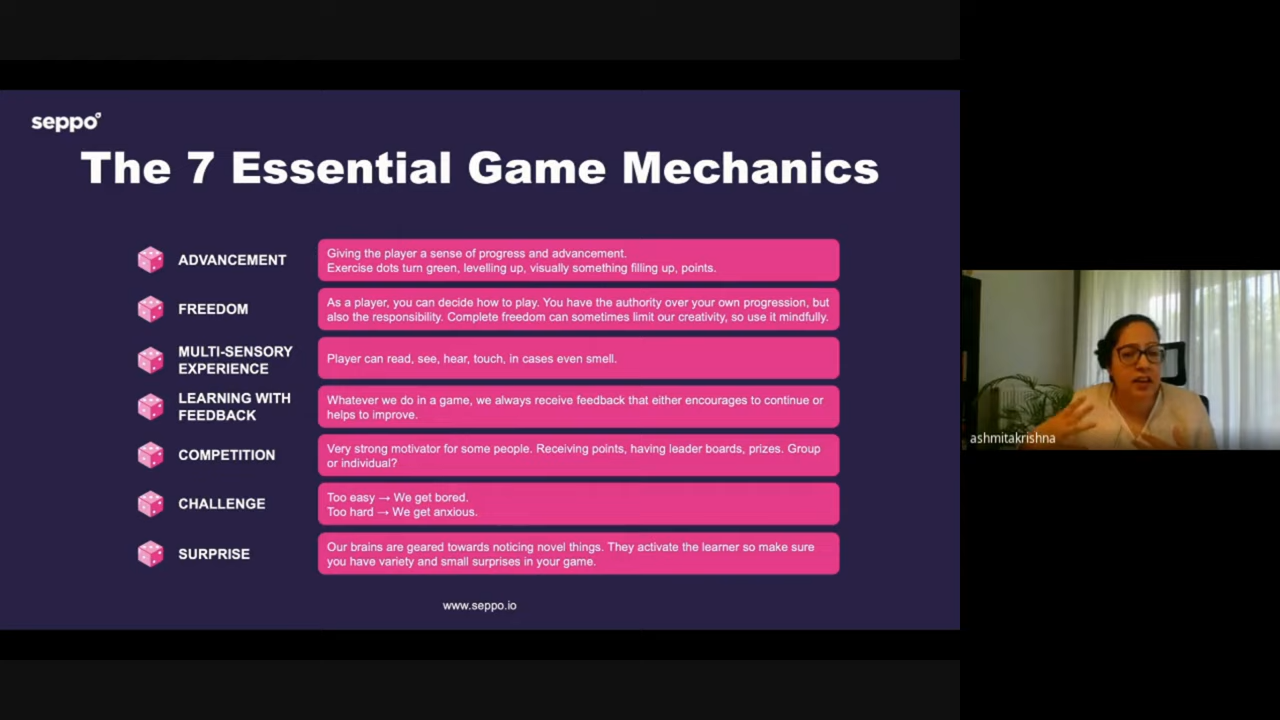 seppo
The 7 Essential Game Mechanics
ADVANCEMENT
Giving the player a sense of progress and advancement.
Exercise dots turn green, levelling up, visually something filling up, points.
FREEDOM
As a player, you can decide how to play. You have the authority over your own progression, but
also the responsibility. Complete freedom can sometimes limit our creativity, so use it mindfully.
MULTI-SENSORY
EXPERIENCE
Player can read, see, hear, touch, in cases even smell.
LEARNING WITH
FEEDBACK
Whatever we do in a game, we always receive feedback that either encourages to continue or
helps to improve.
COMPETITION
Very strong motivator for some people. Receiving points, having leader boards, prizes. Group
or individual?
CHALLENGE
Too easy → We get bored.
Too hard → We get anxious.
SURPRISE
Our brains are geared towards noticing novel things. They activate the learner so make sure
you have variety and small surprises in your game.
www.seppo.io
ashmitakrishna